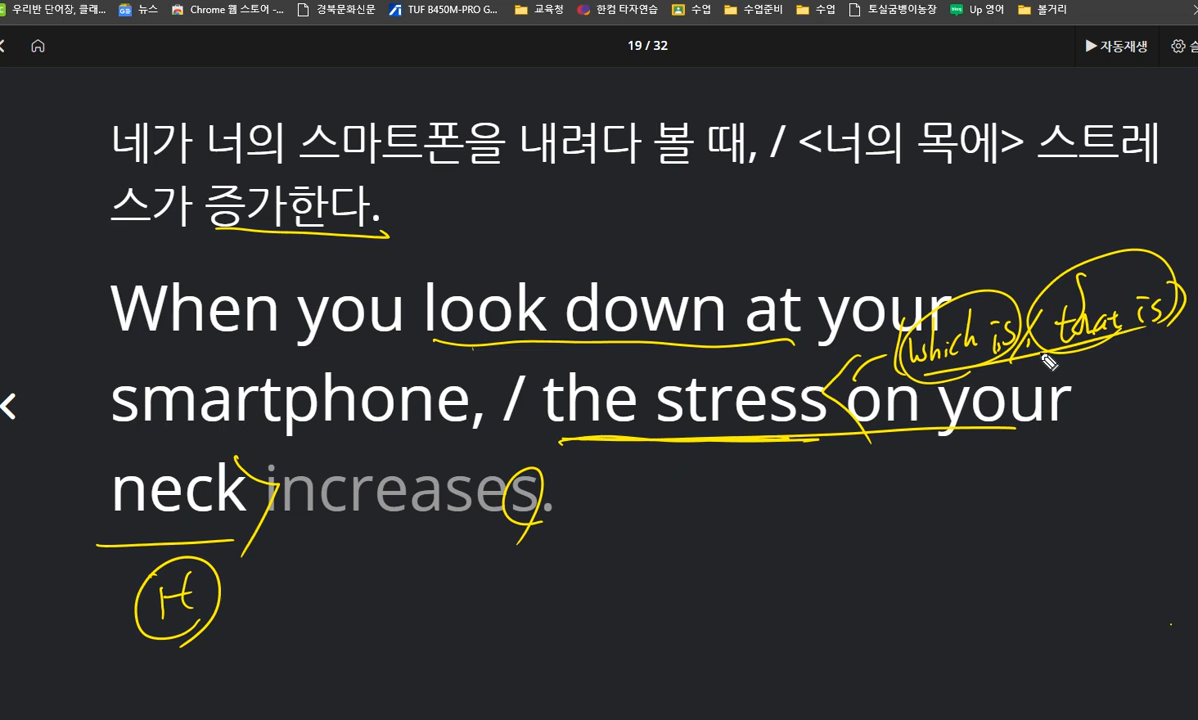 우리반 단어장, 클래... 뉴스 Chrome 웹 스토어 -... 경북문화신문 TUF B450M-PRO G... 교육청 한컴 타자연습 수업 수업준비 수업 토실굼벵이농장 Up 영어 볼거리
19 / 32 ▶자동재생 슬
네가 너의 스마트폰을 내려다 볼 때, / <너의 목에> 스트레
스가 증가한다.
When you look down at your
(which is, that is)
smartphone, / the stress on your
neck increases.